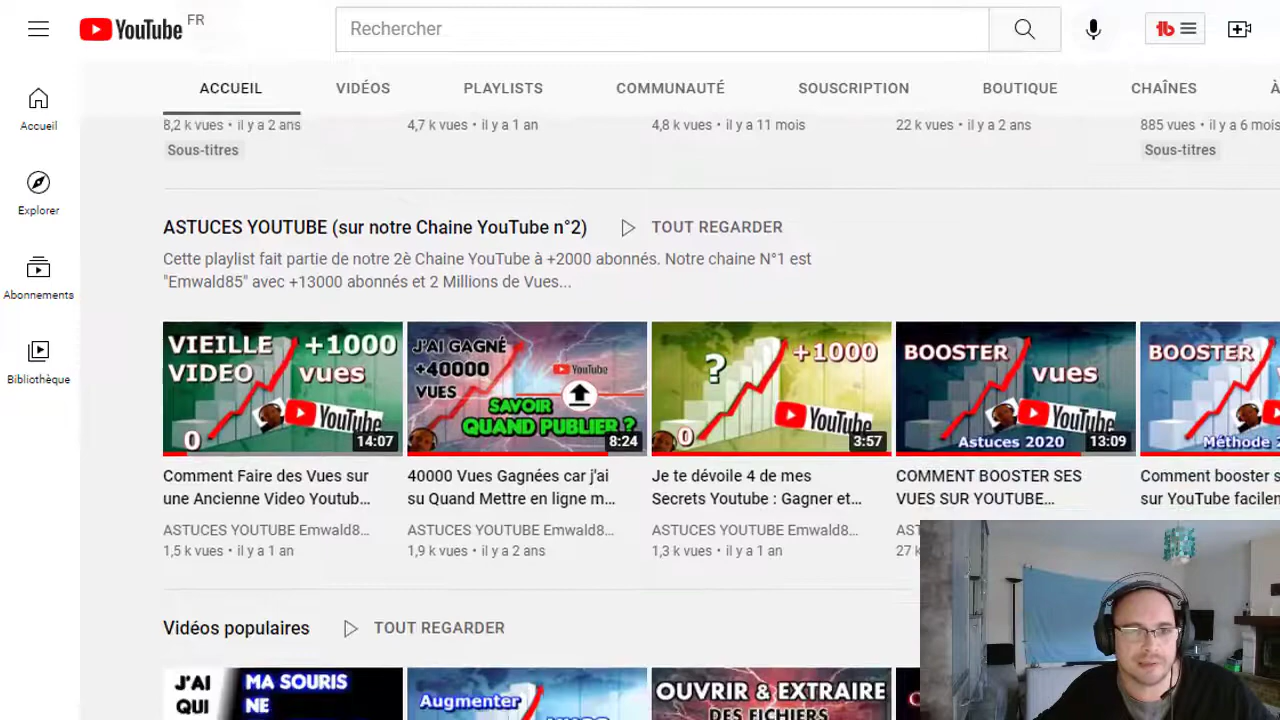 YouTube FR
Rechercher
ACCUEIL VIDÉOS PLAYLISTS COMMUNAUTÉ SOUSCRIPTION BOUTIQUE CHAÎNES À
Accueil
Explorer
Abonnements
Bibliothèque
8,2 k vues • il y a 2 ans
Sous-titres
4,7 k vues • il y a 1 an
4,8 k vues • il y a 11 mois
22 k vues • il y a 2 ans
885 vues • il y a 6 mois
Sous-titres
ASTUCES YOUTUBE (sur notre Chaine YouTube n°2) TOUT REGARDER
Cette playlist fait partie de notre 2è Chaine YouTube à +2000 abonnés. Notre chaine N°1 est
"Emwald85" avec +13000 abonnés et 2 Millions de Vues...
VIEILLE +1000
VIDEO vues
YouTube
0
14:07
Comment Faire des Vues sur
une Ancienne Video Youtub...
ASTUCES YOUTUBE Emwald8...
1,5 k vues • il y a 1 an
J'AI GAGNÉ
+40000
VUES
YouTube
SAVOIR
QUAND PUBLIER ?
8:24
40000 Vues Gagnées car j'ai
su Quand Mettre en ligne m...
ASTUCES YOUTUBE Emwald8...
1,9 k vues • il y a 2 ans
? +1000
YouTube
0
3:57
Je te dévoile 4 de mes
Secrets Youtube : Gagner et...
ASTUCES YOUTUBE Emwald8...
1,3 k vues • il y a 1 an
BOOSTER
vues
YouTube
Astuces 2020
13:09
COMMENT BOOSTER SES
VUES SUR YOUTUBE...
AST
27 k
BOOSTER
Méthode
Comment booster s
sur YouTube facilen
Vidéos populaires TOUT REGARDER
J'AI
QUI
MA SOURIS
NE
Augmenter
OUVRIR & EXTRAIRE
DES FICHIERS